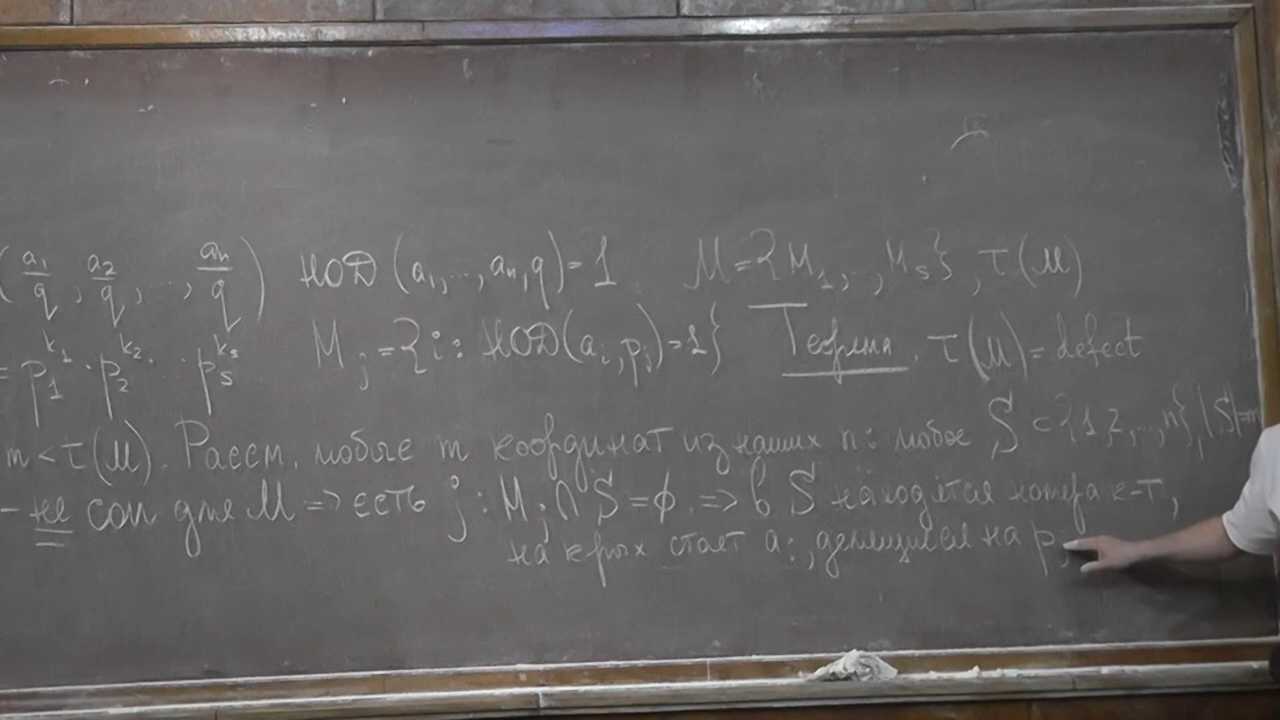 ( a₁/q , a₂/q , ... , aₙ/q ) НОД (a₁, ..., aₙ, q) = 1 M = {M₁, ..., Mₛ}, τ(M)
= p₁^k₁ · p₂^k₂ ... pₛ^kₛ Mⱼ = {i : НОД(aᵢ, pⱼ) = 1} Теорема. τ(M) = defect
m < τ(M). Рассм. любые m координат из наших n: любое S ⊂ {1, 2, ..., n}, |S| = m
- не соп для M => есть j : Mⱼ ∩ S = ϕ. => в S находятся номера к-т,
на к-рых стоят aᵢ, делящиеся на pⱼ